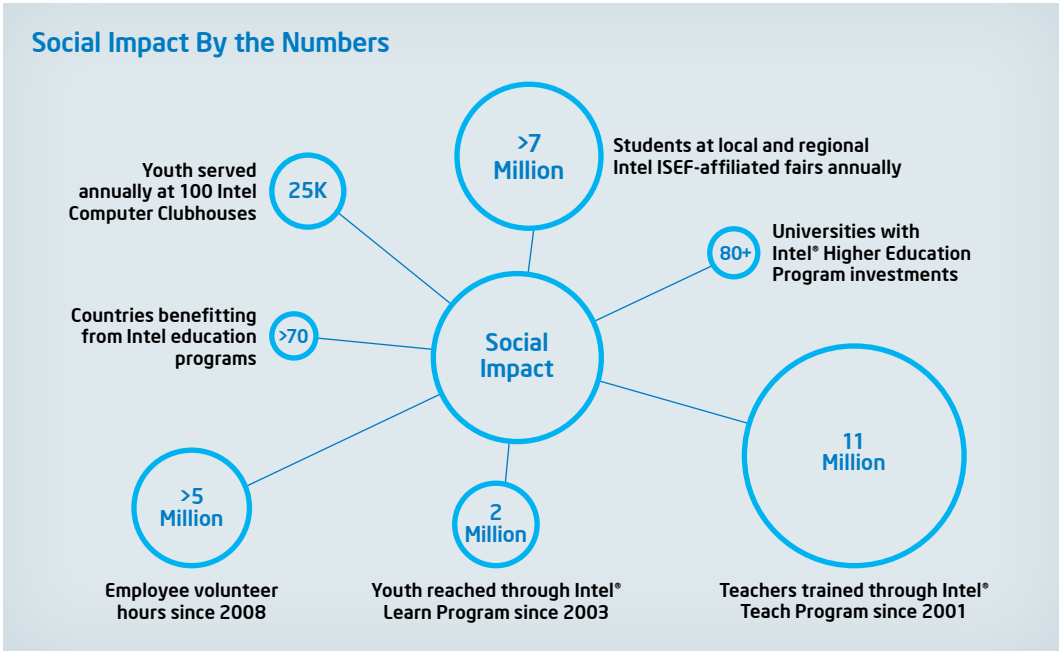 Social Impact By the Numbers
>7
Million
Students at local and regional
Intel ISEF-affiliated fairs annually
Youth served
annually at 100 Intel
Computer Clubhouses
25K
80+
Universities with
Intel® Higher Education
Program investments
Countries benefitting
from Intel education
programs
>70
Social
Impact
11
Million
>5
Million
2
Million
Employee volunteer
hours since 2008
Youth reached through Intel®
Learn Program since 2003
Teachers trained through Intel®
Teach Program since 2001